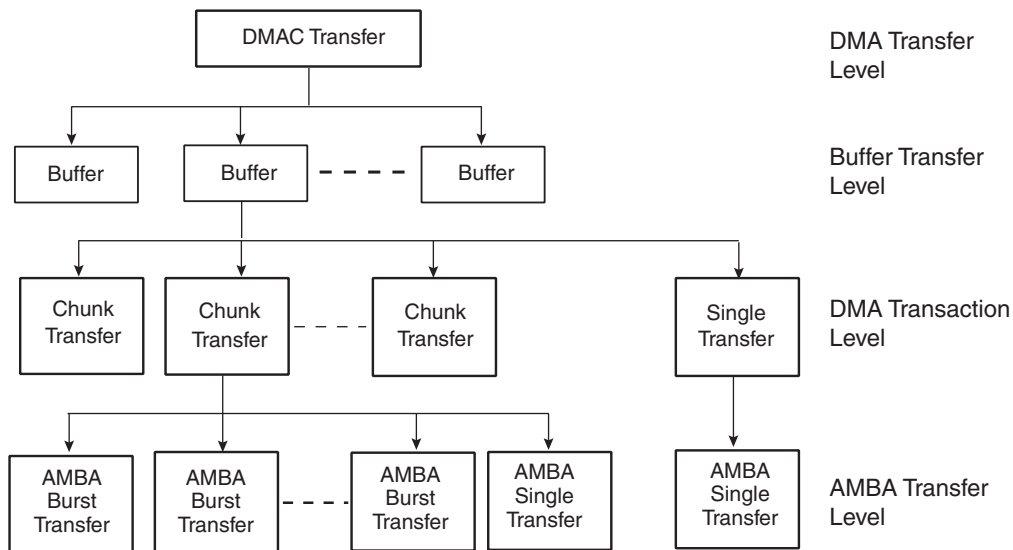 DMAC Transfer
DMA Transfer
Level
Buffer
Buffer
Buffer
Buffer Transfer
Level
Chunk
Transfer
Chunk
Transfer
Chunk
Transfer
Single
Transfer
DMA Transaction
Level
AMBA
Burst
Transfer
AMBA
Burst
Transfer
AMBA
Burst
Transfer
AMBA
Single
Transfer
AMBA
Single
Transfer
AMBA Transfer
Level